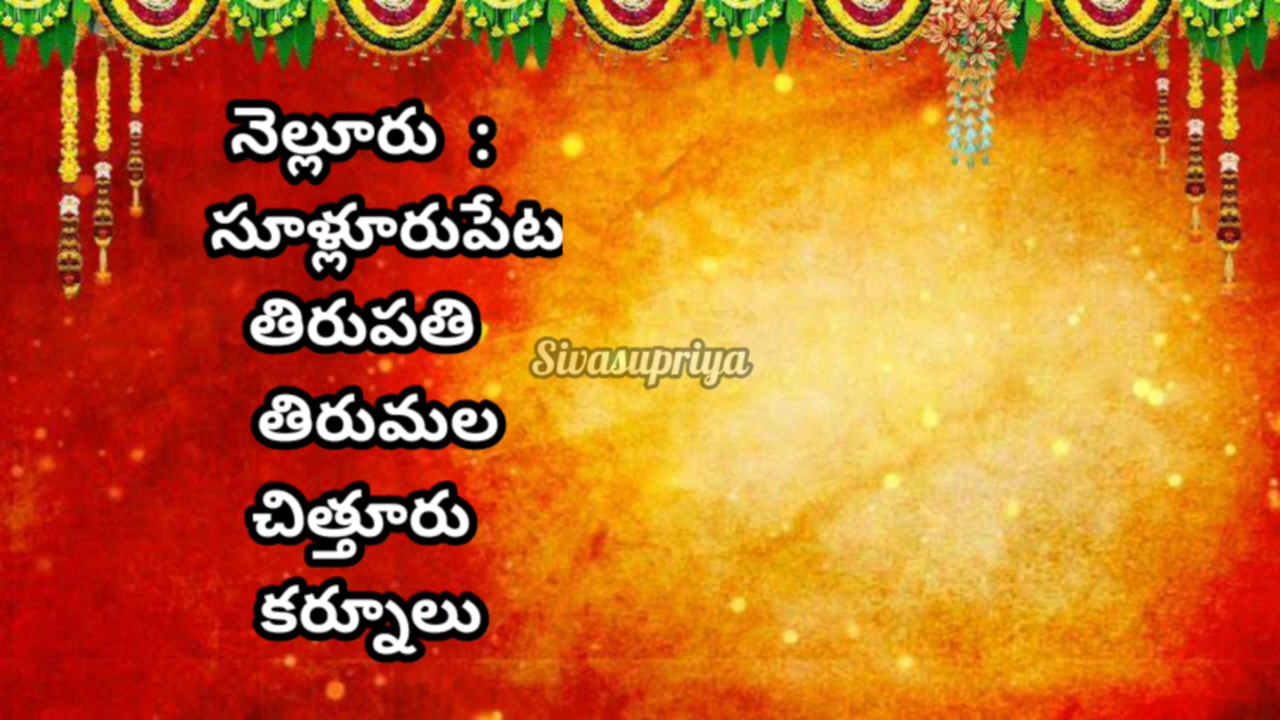 నెల్లూరు :
సూళ్లూరుపేట
తిరుపతి
Sivasupriya
తిరుమల
చిత్తూరు
కర్నూలు